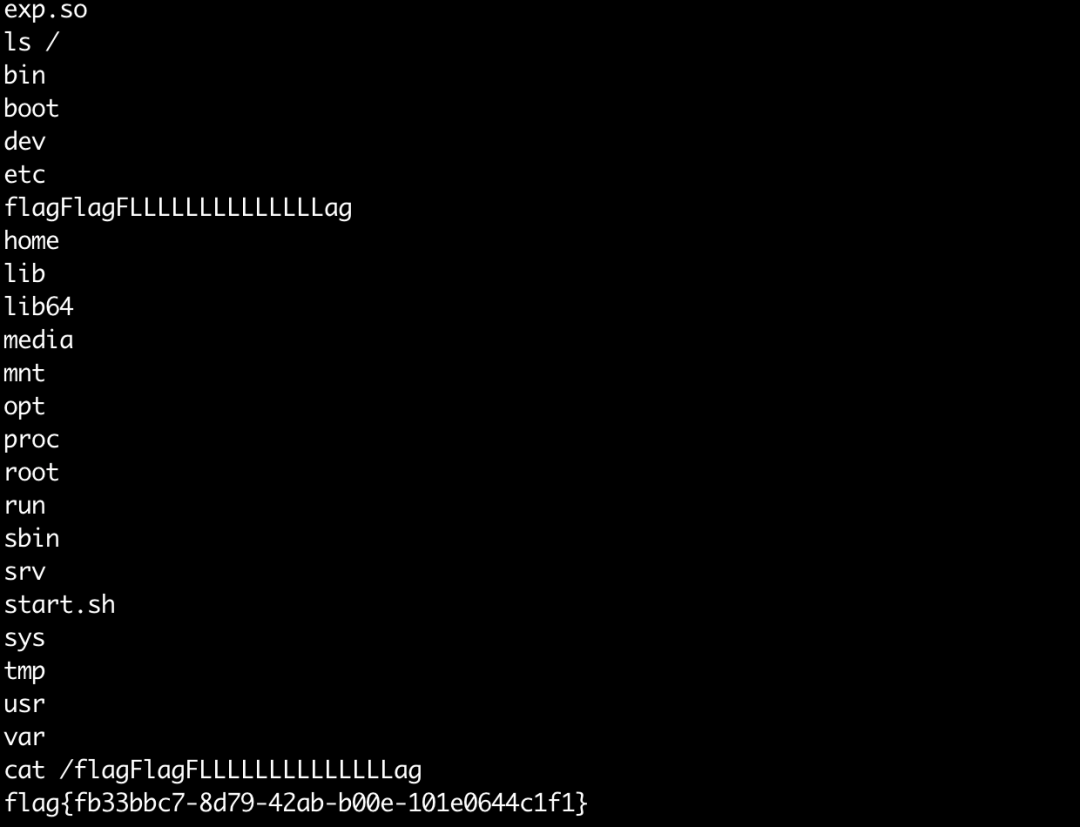 exp.so
ls /
bin
boot
dev
etc
flagFlagFLLLLLLLLLLLLLLag
home
lib
lib64
media
mnt
opt
proc
root
run
sbin
srv
start.sh
sys
tmp
usr
var
cat /flagFlagFLLLLLLLLLLLLLLag
flag{fb33bbc7-8d79-42ab-b00e-101e0644c1f1}